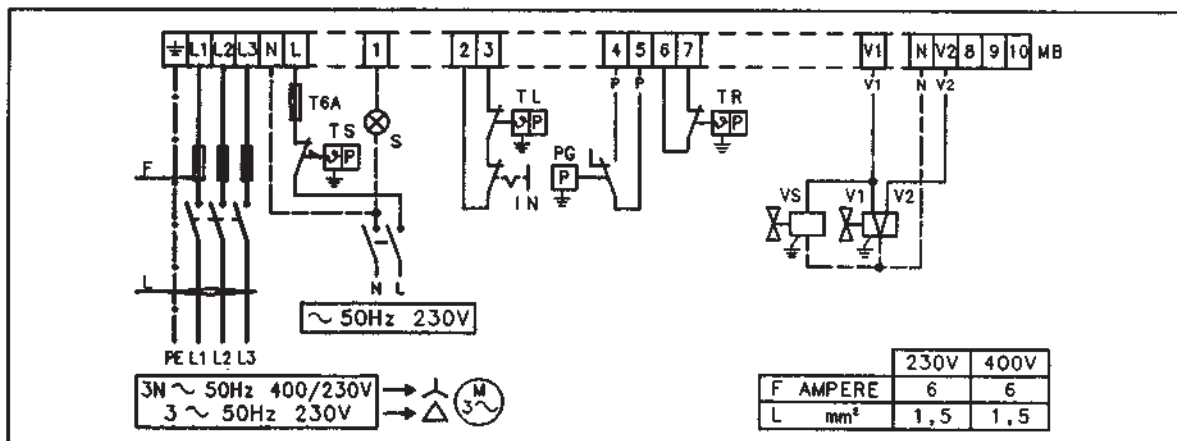 L1 L2 L3 N L 1 2 3 4 5 6 7 V1 N V2 8 9 10 MB
P P V1 N V2
T6A
TS
P
S
TL
P
IN
PG
P
TR
P
F
VS V1 V2
L
N L
∼ 50Hz 230V
PE L1 L2 L3
3N ∼ 50Hz 400/230V
3 ∼ 50Hz 230V
M
3∼
230V 400V
F AMPERE 6 6
L mm² 1,5 1,5